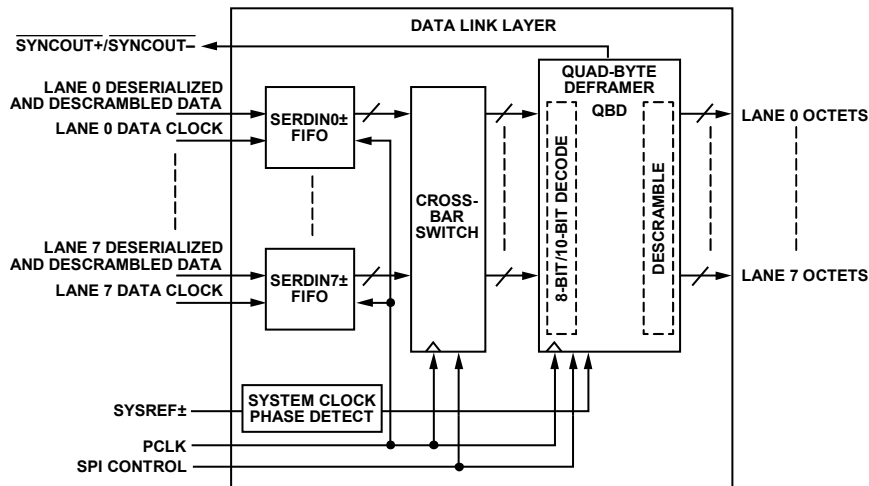 DATA LINK LAYER
SYNCOUT+/SYNCOUT–
QUAD-BYTE
DEFRAMER
QBD
LANE 0 DESERIALIZED
AND DESCRAMBLED DATA
LANE 0 DATA CLOCK
SERDIN0±
FIFO
LANE 0 OCTETS
CROSS-
BAR
SWITCH
8-BIT/10-BIT DECODE
DESCRAMBLE
LANE 7 DESERIALIZED
AND DESCRAMBLED DATA
LANE 7 DATA CLOCK
SERDIN7±
FIFO
LANE 7 OCTETS
SYSREF±
SYSTEM CLOCK
PHASE DETECT
PCLK
SPI CONTROL